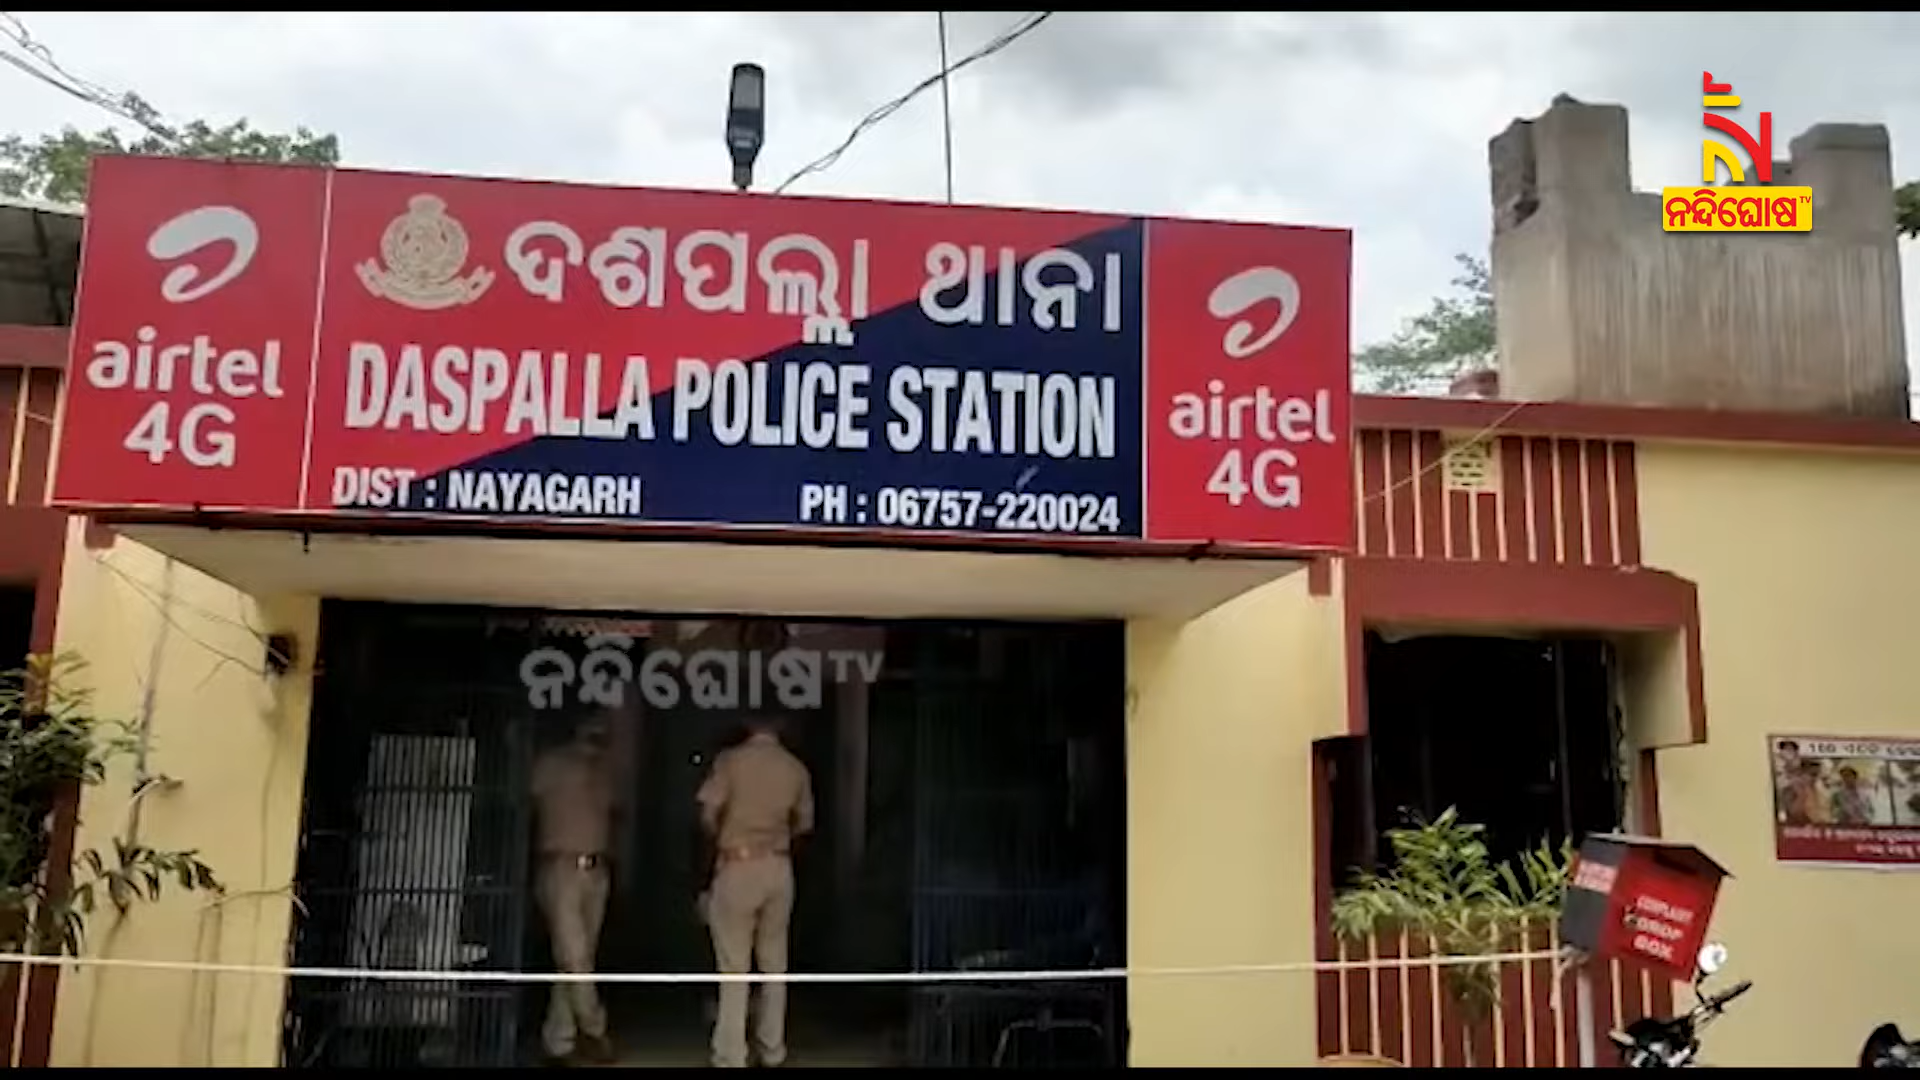 ନନ୍ଦିଘୋଷ TV
airtel
4G
ଦଶପଲ୍ଲା ଥାନା
DASPALLA POLICE STATION
DIST : NAYAGARH
PH : 06757-220024
airtel
4G
ନନ୍ଦିଘୋଷ TV
COMPLAINT
DROP
BOX